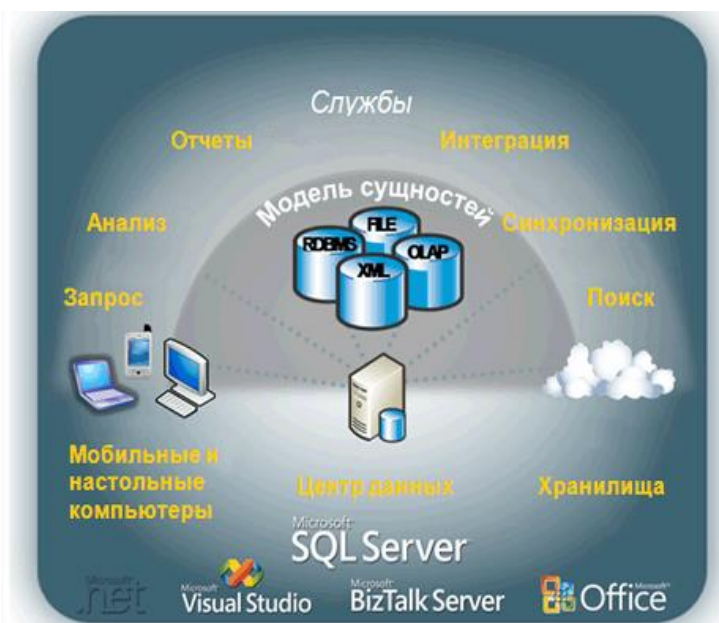 Службы
Отчеты
Интеграция
Модель сущностей
Анализ
Синхронизация
FILE
RDBMS
OLAP
XML
Запрос
Поиск
Мобильные и
настольные
компьютеры
Центр данных
Хранилища
Microsoft
SQL Server
Microsoft
.net
Microsoft
Visual Studio
Microsoft
BizTalk Server
Microsoft
Office